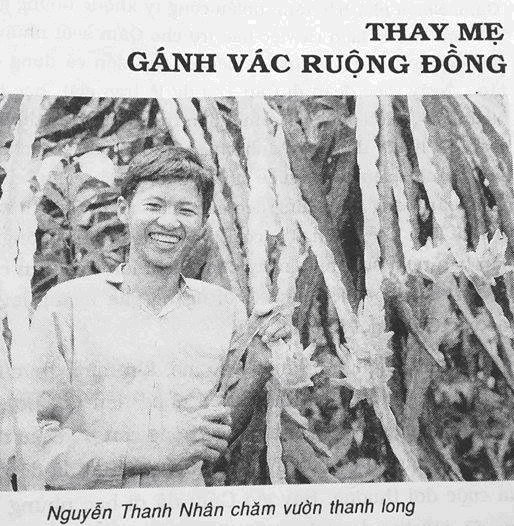 THAY MẸ
GÁNH VÁC RUỘNG ĐỒNG
Nguyễn Thanh Nhân chăm vườn thanh long